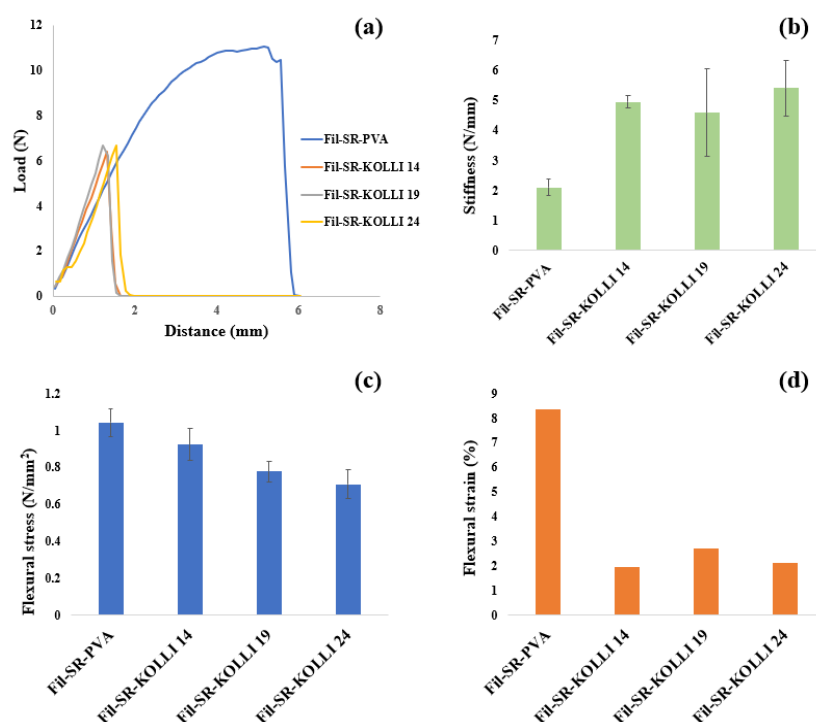 (a)
12
10
8
6
4
2
0
Load (N)
0 2 4 6 8
Distance (mm)
Fil-SR-PVA
Fil-SR-KOLLI 14
Fil-SR-KOLLI 19
Fil-SR-KOLLI 24
(b)
7
6
5
4
3
2
1
0
Stiffness (N/mm)
Fil-SR-PVA
Fil-SR-KOLLI 14
Fil-SR-KOLLI 19
Fil-SR-KOLLI 24
(c)
1.2
1
0.8
0.6
0.4
0.2
0
Flexural stress (N/mm²)
Fil-SR-PVA
Fil-SR-KOLLI 14
Fil-SR-KOLLI 19
Fil-SR-KOLLI 24
(d)
9
8
7
6
5
4
3
2
1
0
Flexural strain (%)
Fil-SR-PVA
Fil-SR-KOLLI 14
Fil-SR-KOLLI 19
Fil-SR-KOLLI 24